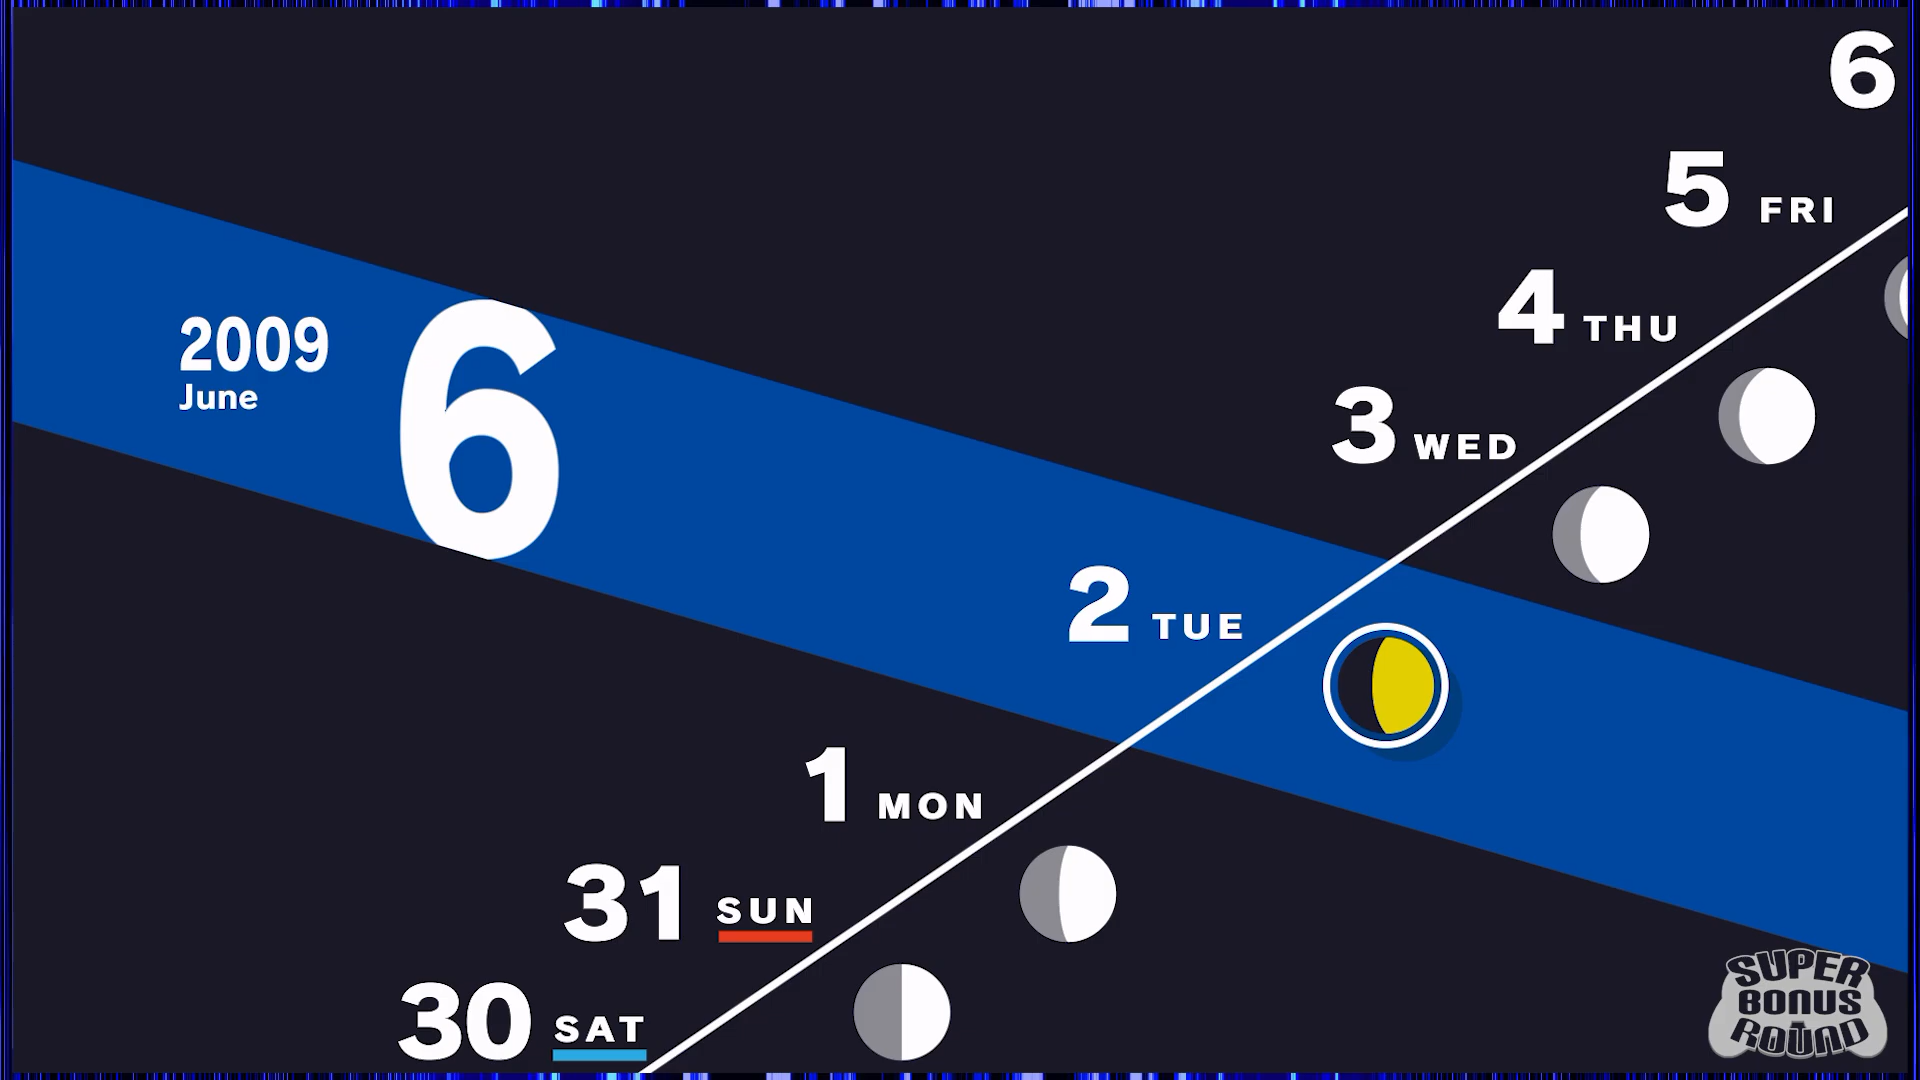 6
5 FRI
4 THU
2009
June
6
3 WED
2 TUE
1 MON
31 SUN
30 SAT
SUPER
BONUS
ROUND